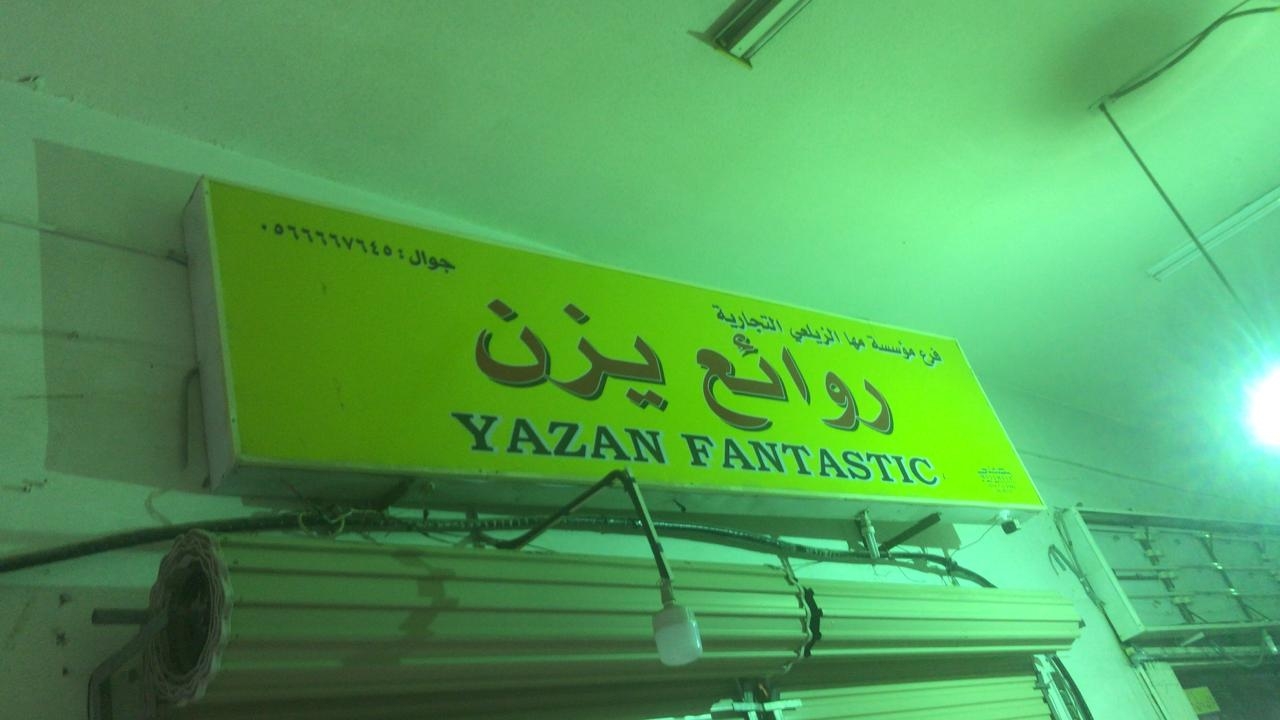 جوال: ٠٥٦٦٦٦٧٦٤٥
فرع مؤسسة مها الزيلعي التجارية
روائع يزن
YAZAN FANTASTIC